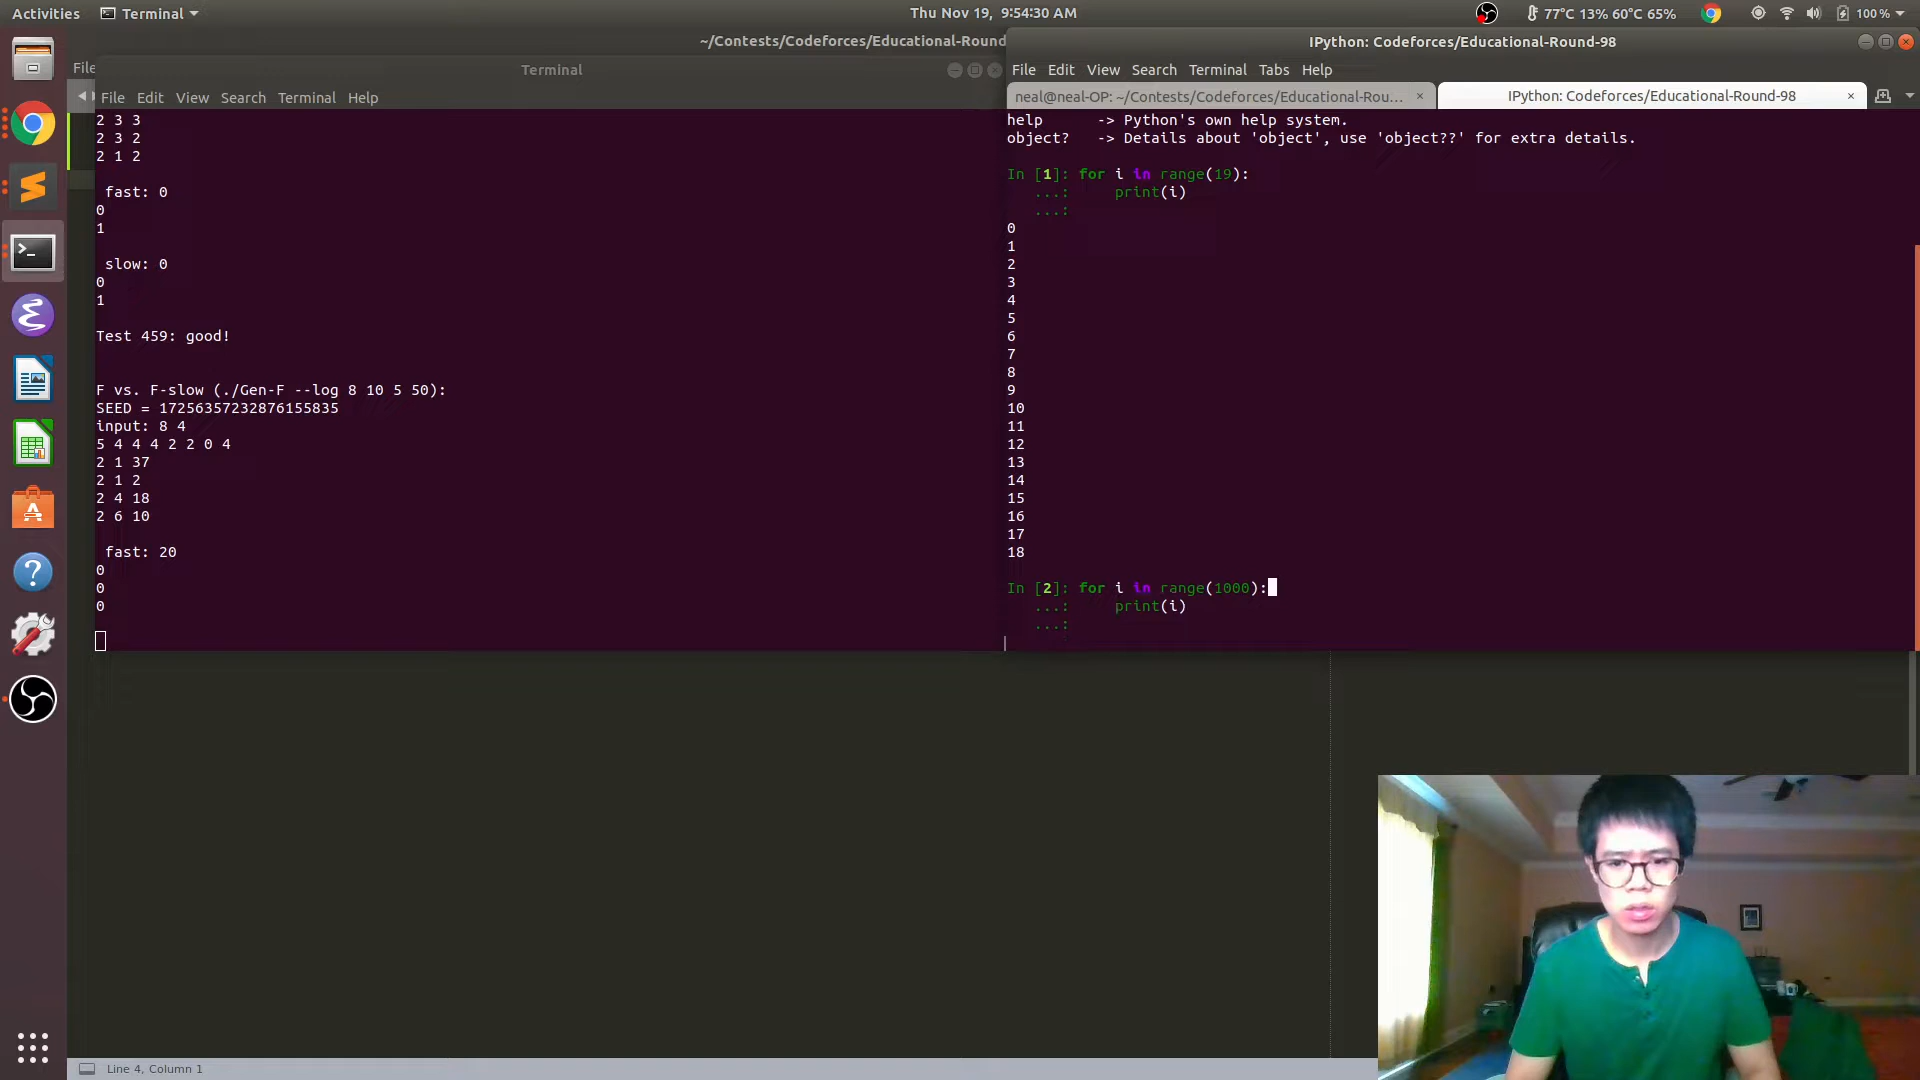 Activities
Terminal
Thu Nov 19, 9:54:30 AM
77°C 13% 60°C 65%
100 %
~/Contests/Codeforces/Educational-Round
File
Terminal
File Edit View Search Terminal Help
2 3 3
2 3 2
2 1 2
fast: 0
0
1
slow: 0
0
1
Test 459: good!
F vs. F-slow (./Gen-F --log 8 10 5 50):
SEED = 17256357232876155835
input: 8 4
5 4 4 4 2 2 0 4
2 1 37
2 1 2
2 4 18
2 6 10
fast: 20
0
0
0
Line 4, Column 1
IPython: Codeforces/Educational-Round-98
File Edit View Search Terminal Tabs Help
neal@neal-OP: ~/Contests/Codeforces/Educational-Rou...
IPython: Codeforces/Educational-Round-98
help -> Python's own help system.
object? -> Details about 'object', use 'object??' for extra details.
In [1]: for i in range(19):
...: print(i)
...:
0
1
2
3
4
5
6
7
8
9
10
11
12
13
14
15
16
17
18
In [2]: for i in range(1000):
...: print(i)
...: